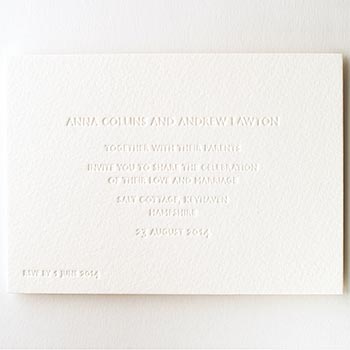 ANNA COLLINS AND ANDREW LAWTON
TOGETHER WITH THEIR PARENTS
INVITE YOU TO SHARE THE CELEBRATION
OF THEIR LOVE AND MARRIAGE
SALT COTTAGE, KEYHAVEN
HAMPSHIRE
23 AUGUST 2014
RSVP BY 5 JUNE 2014